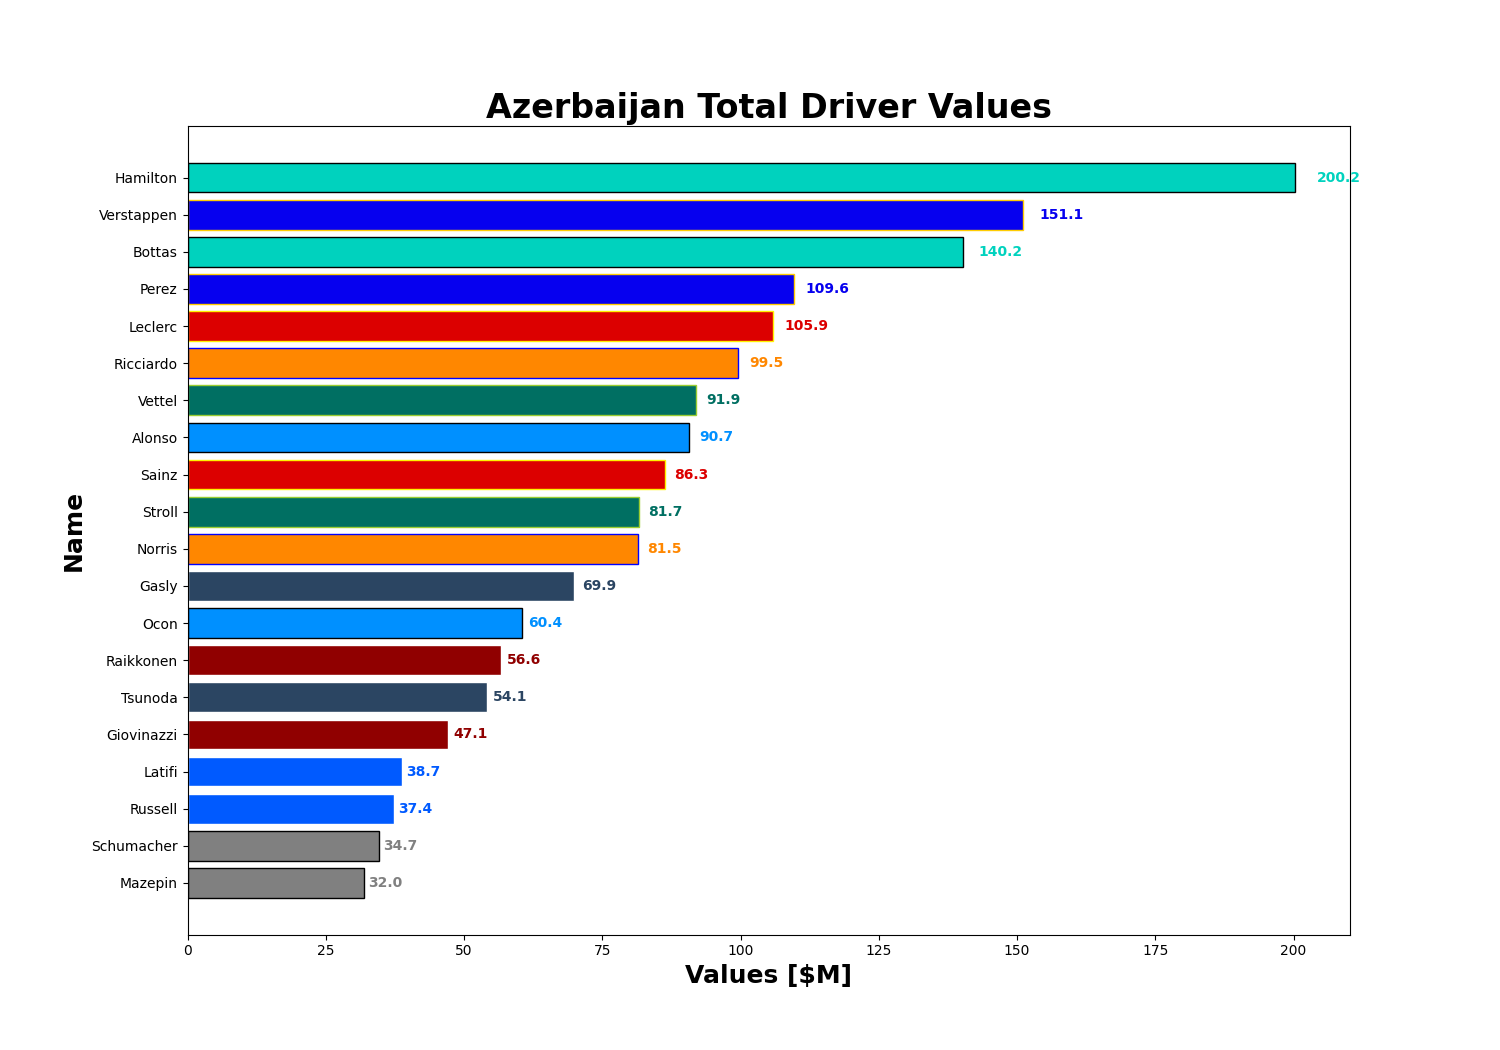 Azerbaijan Total Driver Values
Hamilton 200.2
Verstappen 151.1
Bottas 140.2
Perez 109.6
Leclerc 105.9
Ricciardo 99.5
Vettel 91.9
Alonso 90.7
Sainz 86.3
Stroll 81.7
Norris 81.5
Gasly 69.9
Ocon 60.4
Raikkonen 56.6
Tsunoda 54.1
Giovinazzi 47.1
Latifi 38.7
Russell 37.4
Schumacher 34.7
Mazepin 32.0
Name
0 25 50 75 100 125 150 175 200
Values [$M]